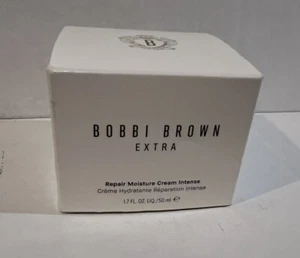 B
BOBBI BROWN
EXTRA
Repair Moisture Cream Intense
Crème Hydratante Réparation Intense
1.7 FL. OZ. LIQ./50 ml ℮